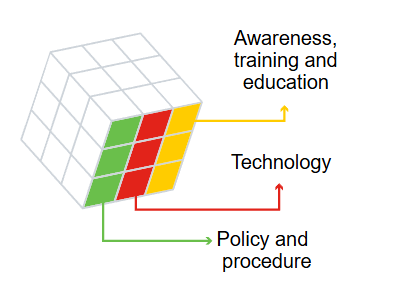 Awareness,
training and
education
Technology
Policy and
procedure